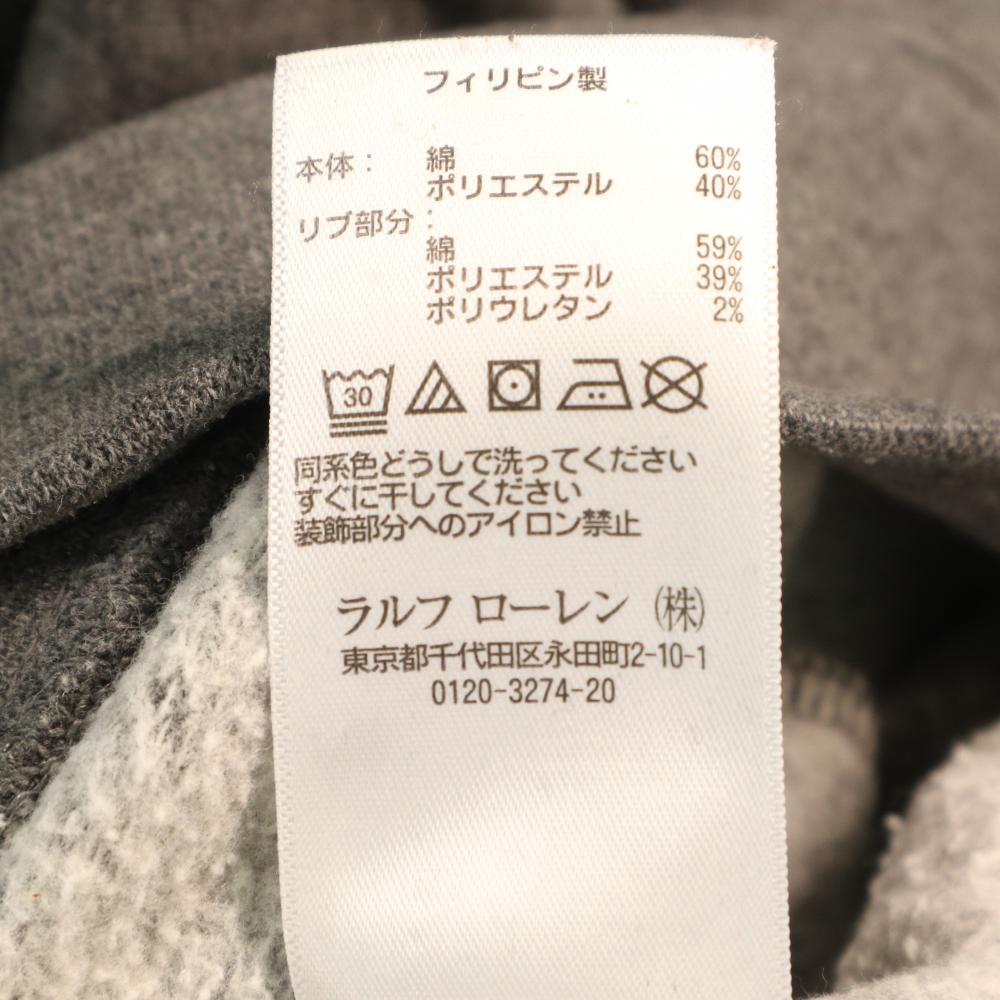 フィリピン製
本体： 綿 60%
ポリエステル 40%
リブ部分：
綿 59%
ポリエステル 39%
ポリウレタン 2%
30
同系色どうしで洗ってください
すぐに干してください
装飾部分へのアイロン禁止
ラルフ ローレン ㈱
東京都千代田区永田町2-10-1
0120-3274-20